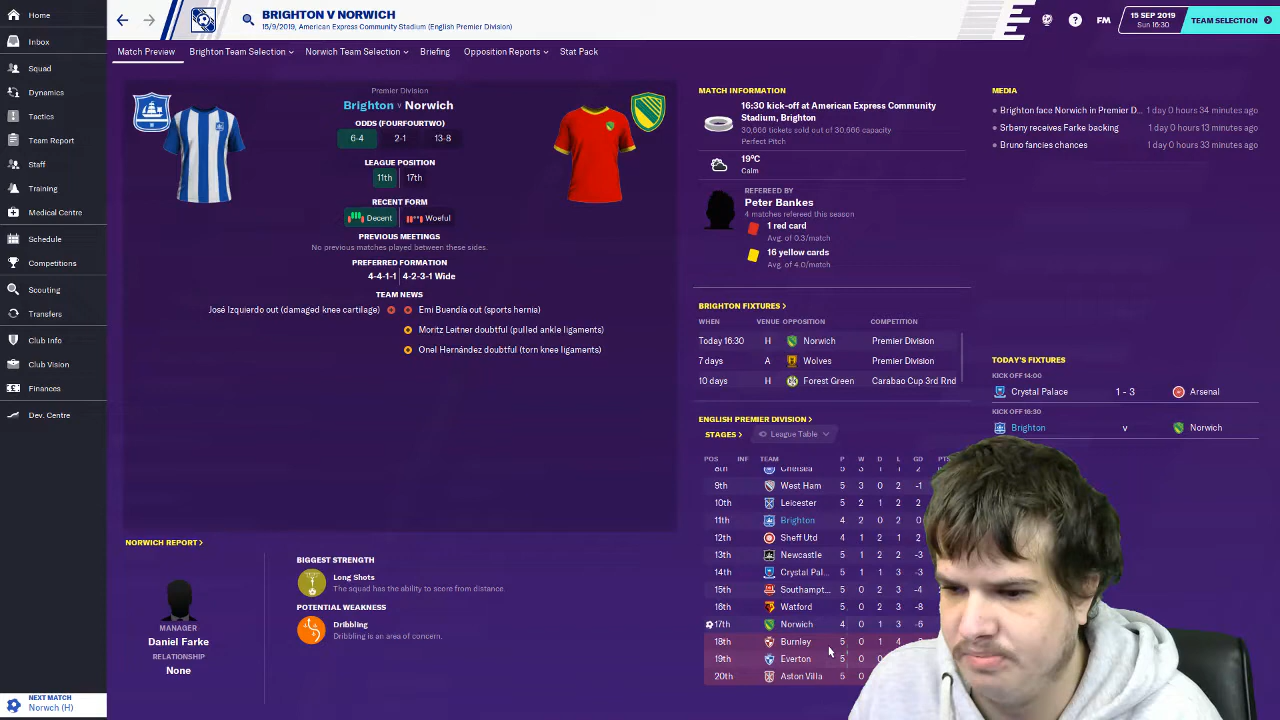 BRIGHTON V NORWICH
15/9/2019, American Express Community Stadium (English Premier Division)
FM
15 SEP 2019
Sun 16:30
TEAM SELECTION
Inbox
Squad
Dynamics
Tactics
Staff
Training
Medical Centre
Schedule
Competitions
Scouting
Transfers
Club Info
Club Vision
Finances
Dev. Centre
NEXT MATCH
Norwch (H)
Match Preview
Brighton Team Selection
Norwich Team Selection
Briefing
Opposition Reports
Stat Pack
Premier Division
Brighton v Norwich
ODDS (FOURFOURTWO)
6-4 2-1 13-8
LEAGUE POSITION
11th 17th
RECENT FORM
Decent Woeful
PREVIOUS MEETINGS
No previous matches played between these sides.
PREFERRED FORMATION
4-4-1-1 4-2-3-1 Wide
TEAM NEWS
José Izquierdo out (damaged knee cartilage) Emi Buendía out (sports hernia)
Moritz Leitner doubtful (pulled ankle ligaments)
Onel Hernández doubtful (torn knee ligaments)
NORWICH REPORT
MANAGER
Daniel Farke
RELATIONSHIP
None
BIGGEST STRENGTH
Long Shots
The squad has the ability to score from distance.
POTENTIAL WEAKNESS
Dribbling
Dribbling is an area of concern.
MATCH INFORMATION
16:30 kick-off at American Express Community
Stadium, Brighton
30,666 tickets sold out of 30,666 capacity
Perfect Pitch
19°C
Calm
REFEREED BY
Peter Bankes
4 matches refereed this season
1 red card
Avg. of 0.3/match
16 yellow cards
Avg. of 4.0/match
BRIGHTON FIXTURES
WHEN VENUE OPPOSITION COMPETITION
Today 16:30 H Norwich Premier Division
7 days A Wolves Premier Division
10 days H Forest Green Carabao Cup 3rd Rnd
ENGLISH PREMIER DIVISION
STAGES League Table
POS INF TEAM P W D L GD PTS
8th Chelsea 5 3 1 1 2
9th West Ham 5 3 0 2 -1
10th Leicester 5 2 1 2 2
11th Brighton 4 2 0 2 0
12th Sheff Utd 4 1 2 1 2
13th Newcastle 5 1 2 2 -3
14th Crystal Pal... 5 1 1 3 -3
15th Southampt... 5 0 2 3 -4
16th Watford 5 0 2 3 -8
17th Norwich 4 0 1 3 -6
18th Burnley 5 0 1 4
19th Everton 5 0 0
20th Aston Villa 5 0
MEDIA
Brighton face Norwich in Premier D... 1 day 0 hours 34 minutes ago
Srbeny receives Farke backing 1 day 0 hours 13 minutes ago
Bruno fancies chances 1 day 0 hours 33 minutes ago
TODAY'S FIXTURES
KICK OFF 14:00
Crystal Palace 1 - 3 Arsenal
KICK OFF 16:30
Brighton v Norwich